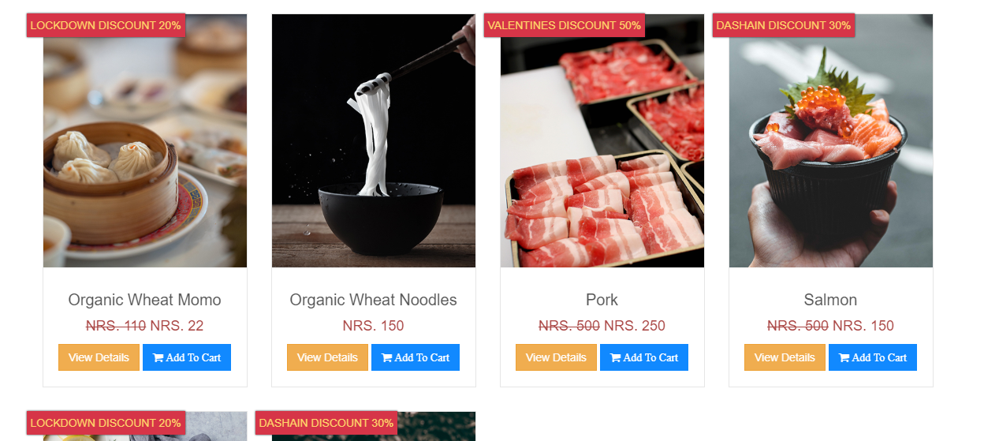 LOCKDOWN DISCOUNT 20%
VALENTINES DISCOUNT 50%
DASHAIN DISCOUNT 30%
Organic Wheat Momo
NRS. 110 NRS. 22
View Details Add To Cart
Organic Wheat Noodles
NRS. 150
View Details Add To Cart
Pork
NRS. 500 NRS. 250
View Details Add To Cart
Salmon
NRS. 500 NRS. 150
View Details Add To Cart
LOCKDOWN DISCOUNT 20%
DASHAIN DISCOUNT 30%